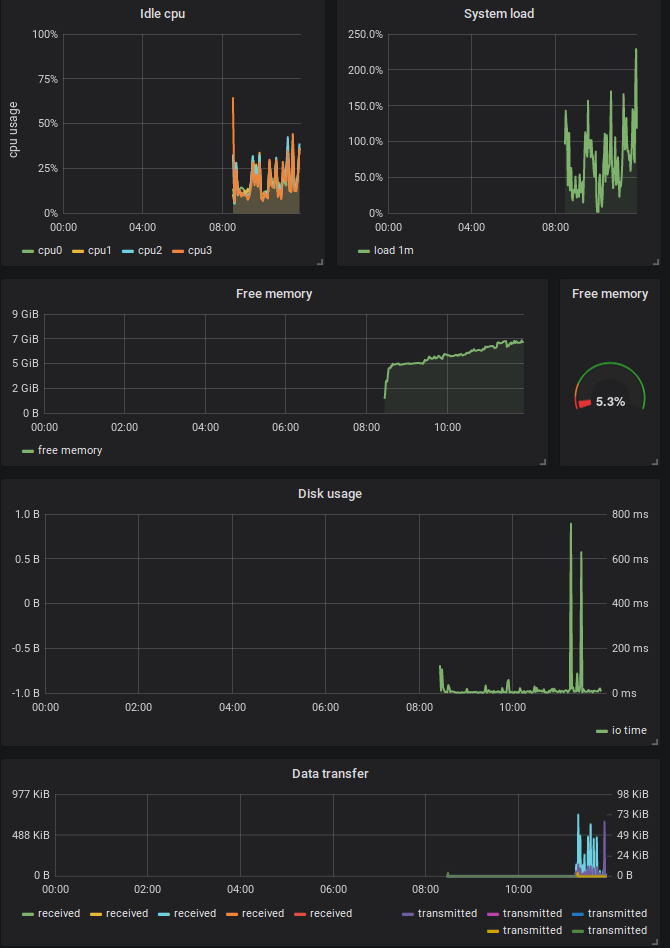 Idle cpu
100%
75%
50%
25%
0%
cpu usage
00:00 04:00 08:00
cpu0 cpu1 cpu2 cpu3
System load
250.0%
200.0%
150.0%
100.0%
50.0%
0%
00:00 04:00 08:00
load 1m
Free memory
9 GiB
7 GiB
5 GiB
2 GiB
0 B
00:00 02:00 04:00 06:00 08:00 10:00
free memory
Free memory
5.3%
Disk usage
1.0 B 800 ms
0.5 B 600 ms
0 B 400 ms
-0.5 B 200 ms
-1.0 B 0 ms
00:00 02:00 04:00 06:00 08:00 10:00
io time
Data transfer
977 KiB 98 KiB
73 KiB
488 KiB 49 KiB
24 KiB
0 B 0 B
00:00 02:00 04:00 06:00 08:00 10:00
received received received received received transmitted transmitted transmitted
transmitted transmitted